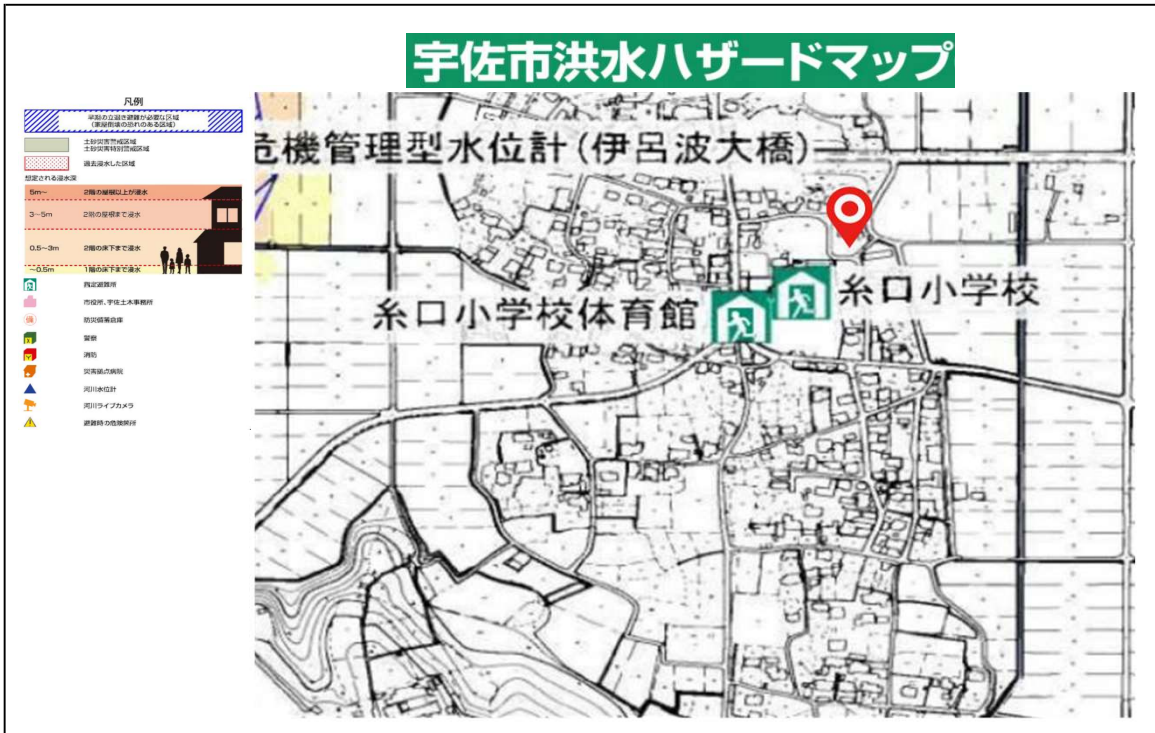 宇佐市洪水ハザードマップ
凡例
早期の立退き避難が必要な区域
(家屋倒壊の恐れのある区域)
土砂災害警戒区域
土砂災害特別警戒区域
過去浸水した区域
想定される浸水深
5m～ 2階の屋根以上が浸水
3～5m 2階の屋根まで浸水
0.5～3m 2階の床下まで浸水
～0.5m 1階の床下まで浸水
指定避難所
市役所、宇佐土木事務所
防災備蓄倉庫
警察
消防
災害拠点病院
河川水位計
河川ライブカメラ
避難時の危険箇所
危機管理型水位計(伊呂波大橋)
糸口小学校
糸口小学校体育館